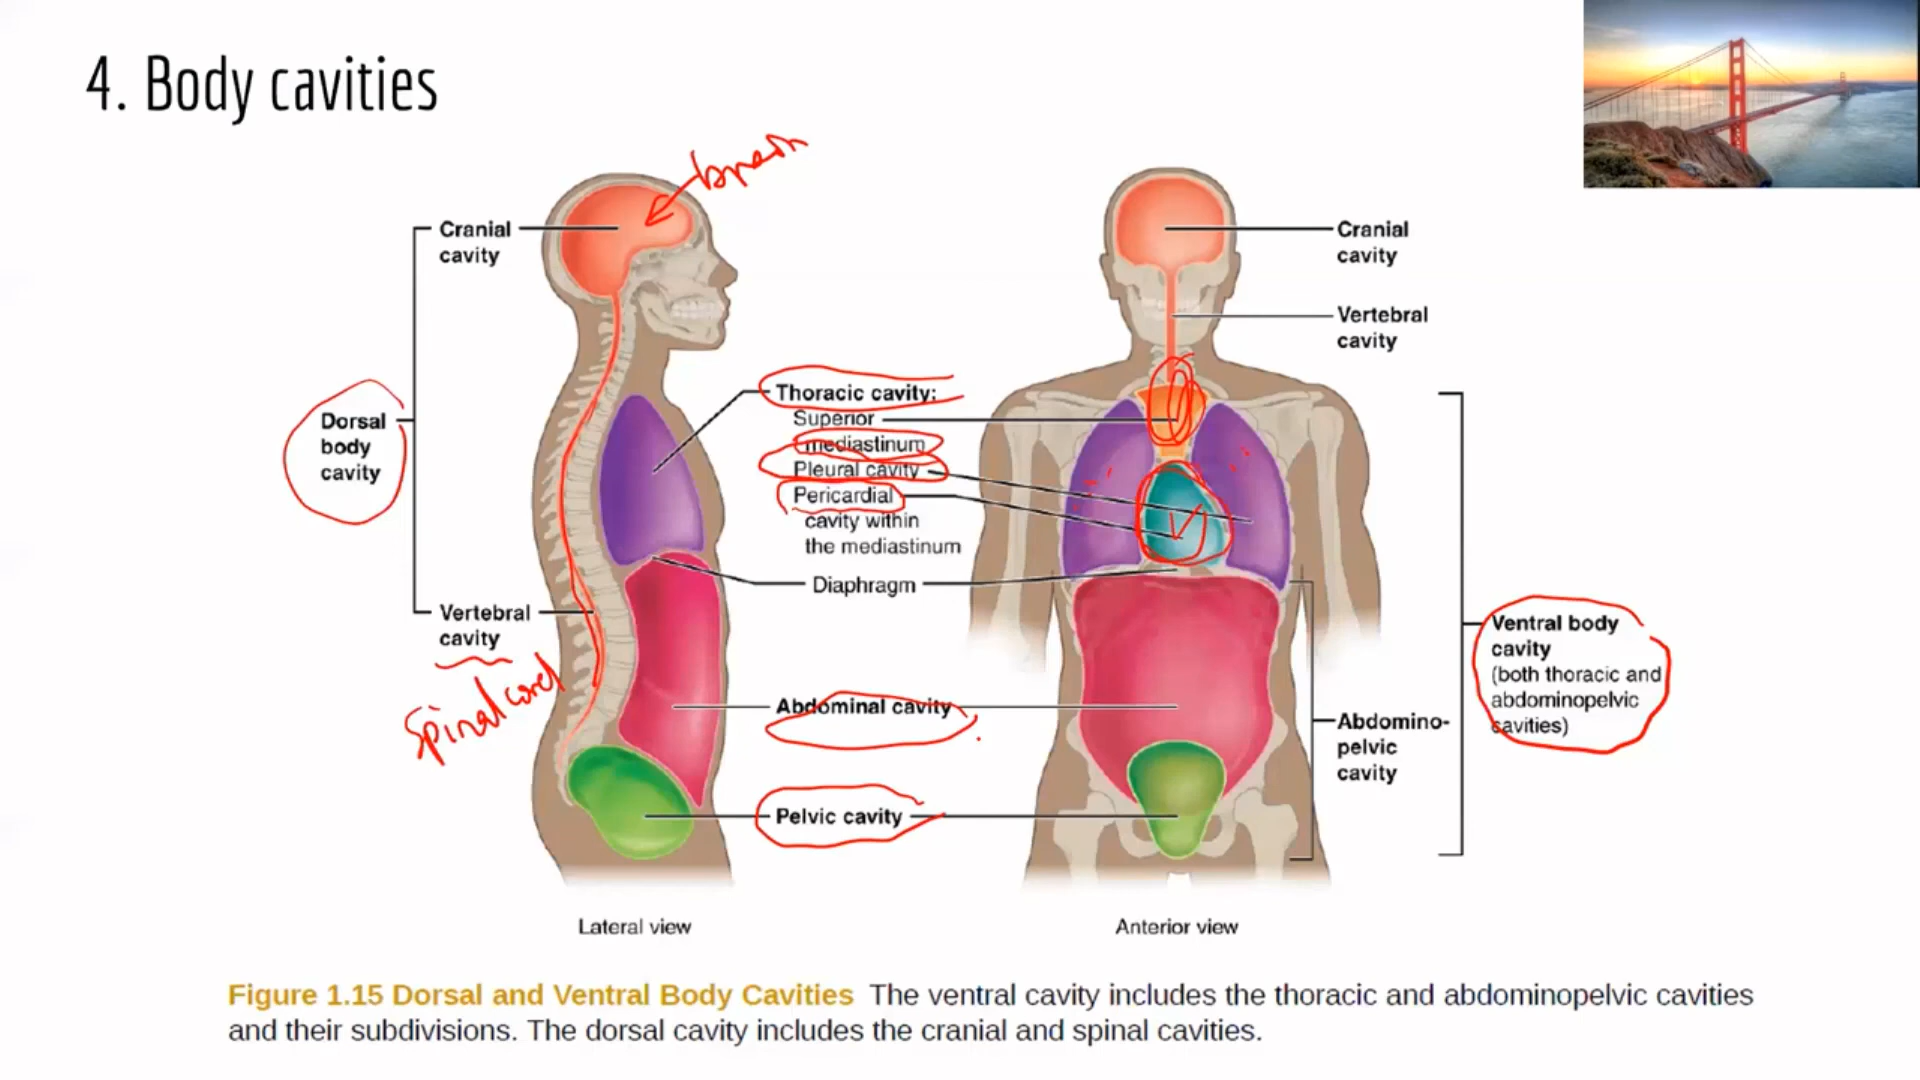 4. Body cavities
brain
Cranial
cavity
Dorsal
body
cavity
Vertebral
cavity
Spinal cord
Thoracic cavity:
Superior
mediastinum
Pleural cavity
Pericardial
cavity within
the mediastinum
Diaphragm
Abdominal cavity
Pelvic cavity
Cranial
cavity
Vertebral
cavity
Abdomino-
pelvic
cavity
Ventral body
cavity
(both thoracic and
abdominopelvic
cavities)
Lateral view
Anterior view
Figure 1.15 Dorsal and Ventral Body Cavities The ventral cavity includes the thoracic and abdominopelvic cavities
and their subdivisions. The dorsal cavity includes the cranial and spinal cavities.